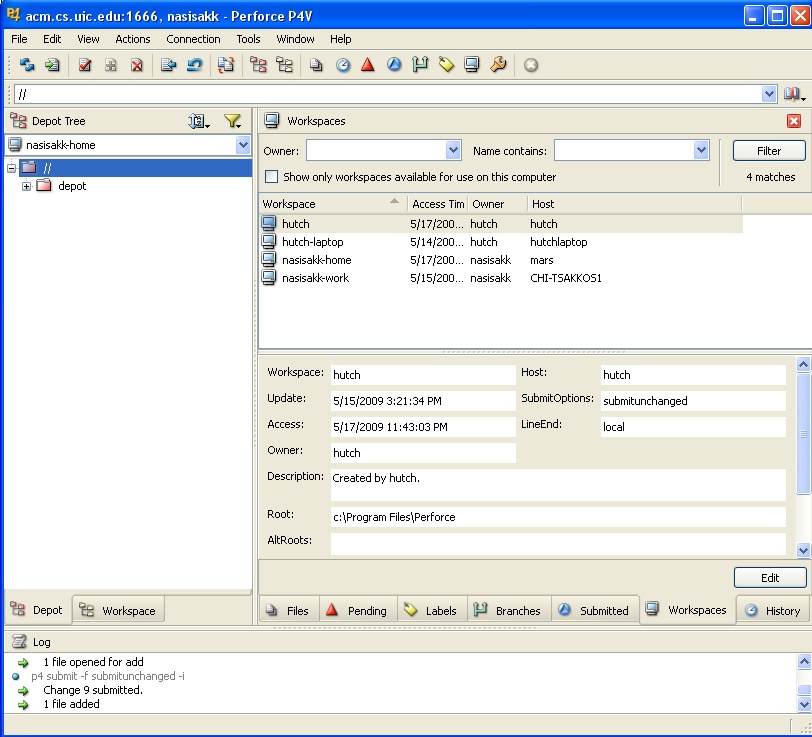 acm.cs.uic.edu:1666, nasisakk - Perforce P4V
File Edit View Actions Connection Tools Window Help
//
Depot Tree
nasisakk-home
//
depot
Workspaces
Owner: Name contains: Filter
Show only workspaces available for use on this computer 4 matches
Workspace Access Tim Owner Host
hutch 5/17/200... hutch hutch
hutch-laptop 5/14/200... hutch hutchlaptop
nasisakk-home 5/17/200... nasisakk mars
nasisakk-work 5/15/200... nasisakk CHI-TSAKKOS1
Workspace: hutch Host: hutch
Update: 5/15/2009 3:21:34 PM SubmitOptions: submitunchanged
Access: 5/17/2009 11:43:03 PM LineEnd: local
Owner: hutch
Description: Created by hutch.
Root: c:\Program Files\Perforce
AltRoots:
Edit
Depot Workspace Files Pending Labels Branches Submitted Workspaces History
Log
1 file opened for add
p4 submit -f submitunchanged -i
Change 9 submitted.
1 file added